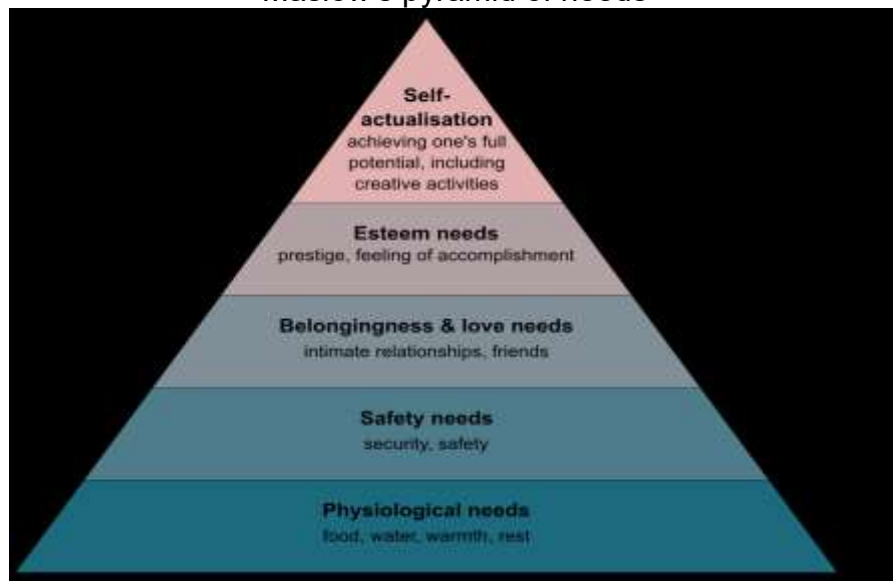 Maslow's pyramid of needs
Self-
actualisation
achieving one's full
potential, including
creative activities
Esteem needs
prestige, feeling of accomplishment
Belongingness & love needs
intimate relationships, friends
Safety needs
security, safety
Physiological needs
food, water, warmth, rest